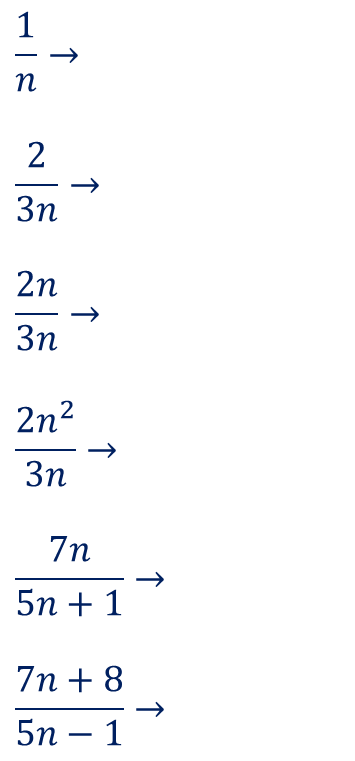 1/n →
2/3n →
2n/3n →
2n²/3n →
7n/5n + 1 →
7n + 8/5n − 1 →